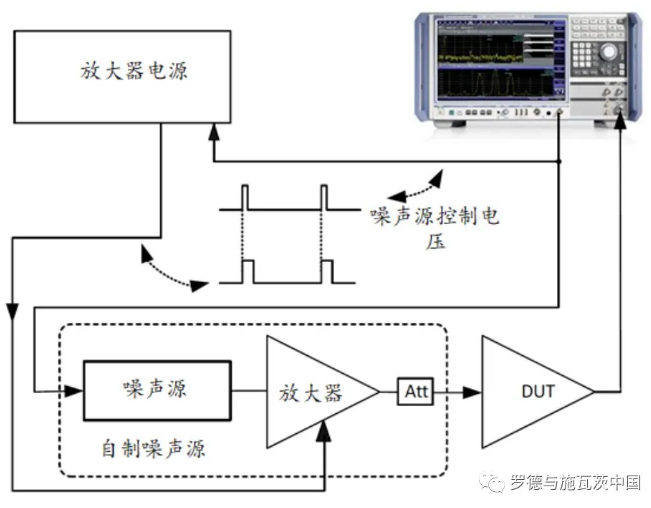 放大器电源
噪声源控制电
压
噪声源
放大器
Att
DUT
自制噪声源
罗德与施瓦茨中国